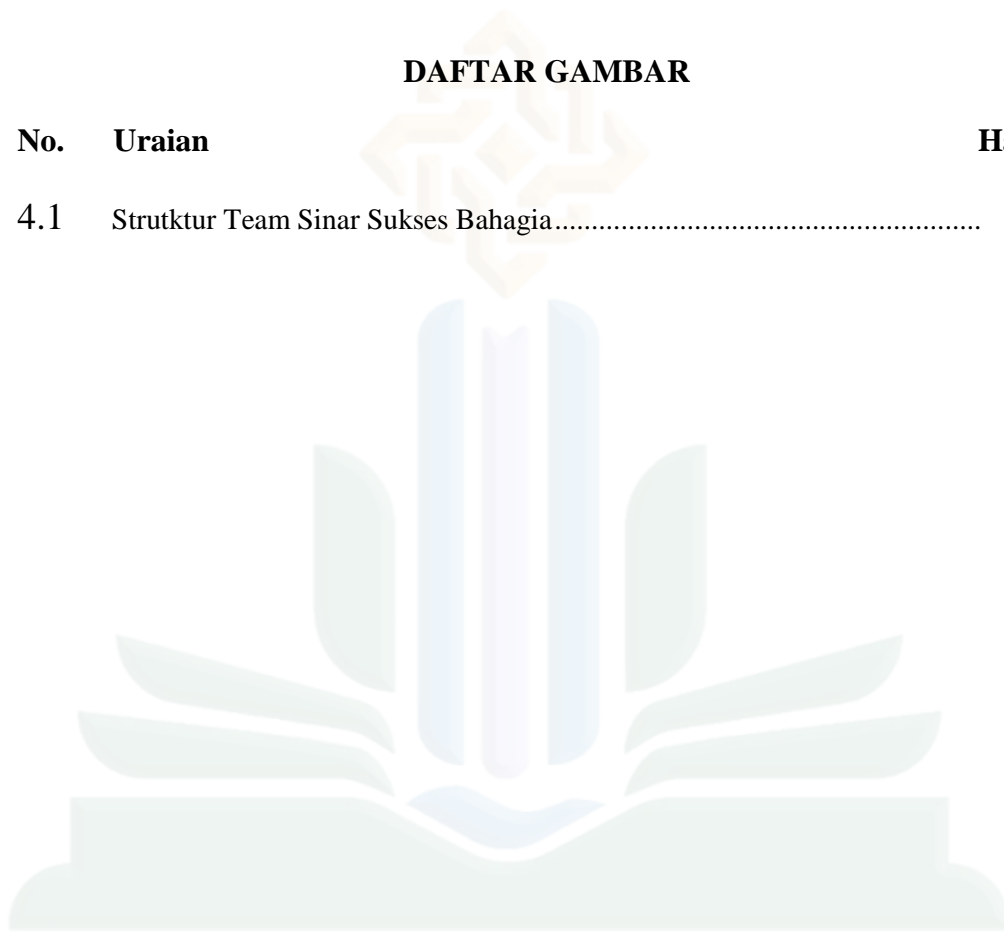 DAFTAR GAMBAR
No. Uraian
4.1 Strutktur Team Sinar Sukses Bahagia.........................................................